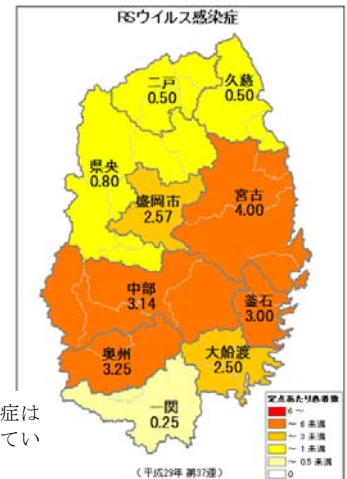 RSウイルス感染症
二戸
0.50
久慈
0.50
県央
0.80
盛岡市
2.57
宮古
4.00
中部
3.14
釜石
3.00
奥州
3.25
大船渡
2.50
一関
0.25
症は
てい
定点あたり患者数
6 ～
～ 6 未満
～ 3 未満
～ 1 未満
～ 0.5 未満
0
(平成29年 第37週)